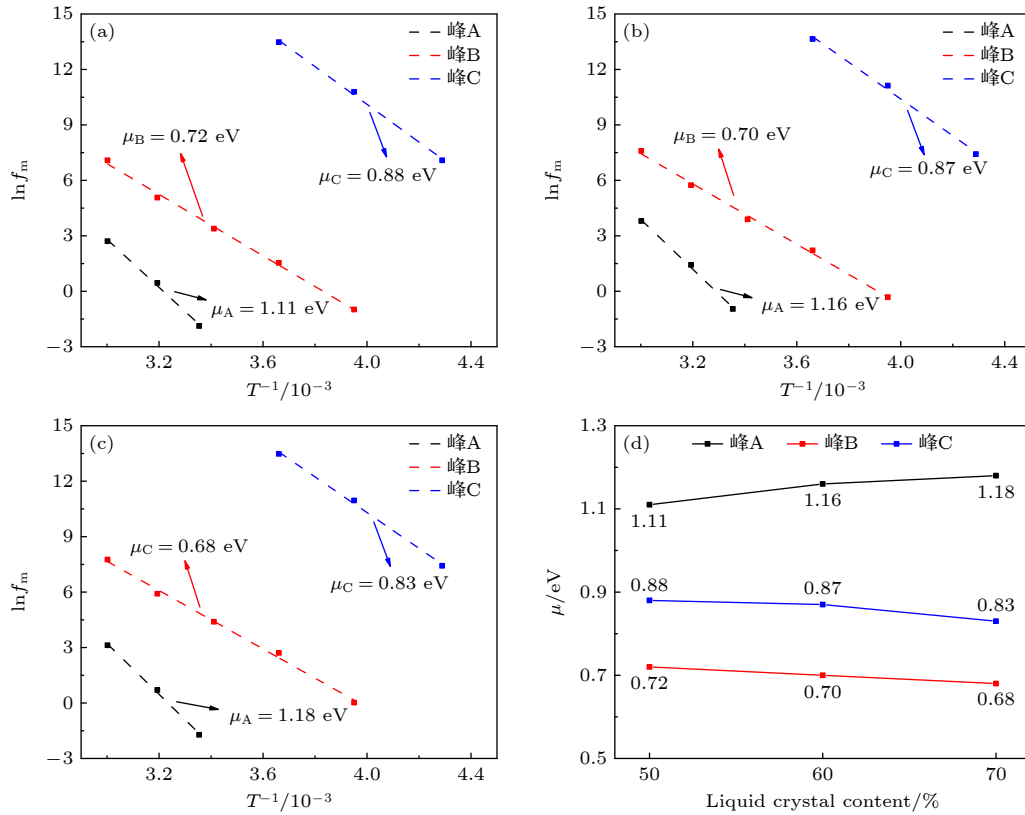 (a)
峰A
峰B
峰C
μB = 0.72 eV
μC = 0.88 eV
μA = 1.11 eV
15
12
9
6
3
0
−3
ln fm
3.2 3.6 4.0 4.4
T−1/10−3
(b)
峰A
峰B
峰C
μB = 0.70 eV
μC = 0.87 eV
μA = 1.16 eV
15
12
9
6
3
0
−3
ln fm
3.2 3.6 4.0 4.4
T−1/10−3
(c)
峰A
峰B
峰C
μC = 0.68 eV
μC = 0.83 eV
μA = 1.18 eV
15
12
9
6
3
0
−3
ln fm
3.2 3.6 4.0 4.4
T−1/10−3
(d)
峰A 峰B 峰C
1.11 1.16 1.18
0.88 0.87 0.83
0.72 0.70 0.68
1.3
1.1
0.9
0.7
0.5
μ/eV
50 60 70
Liquid crystal content/%